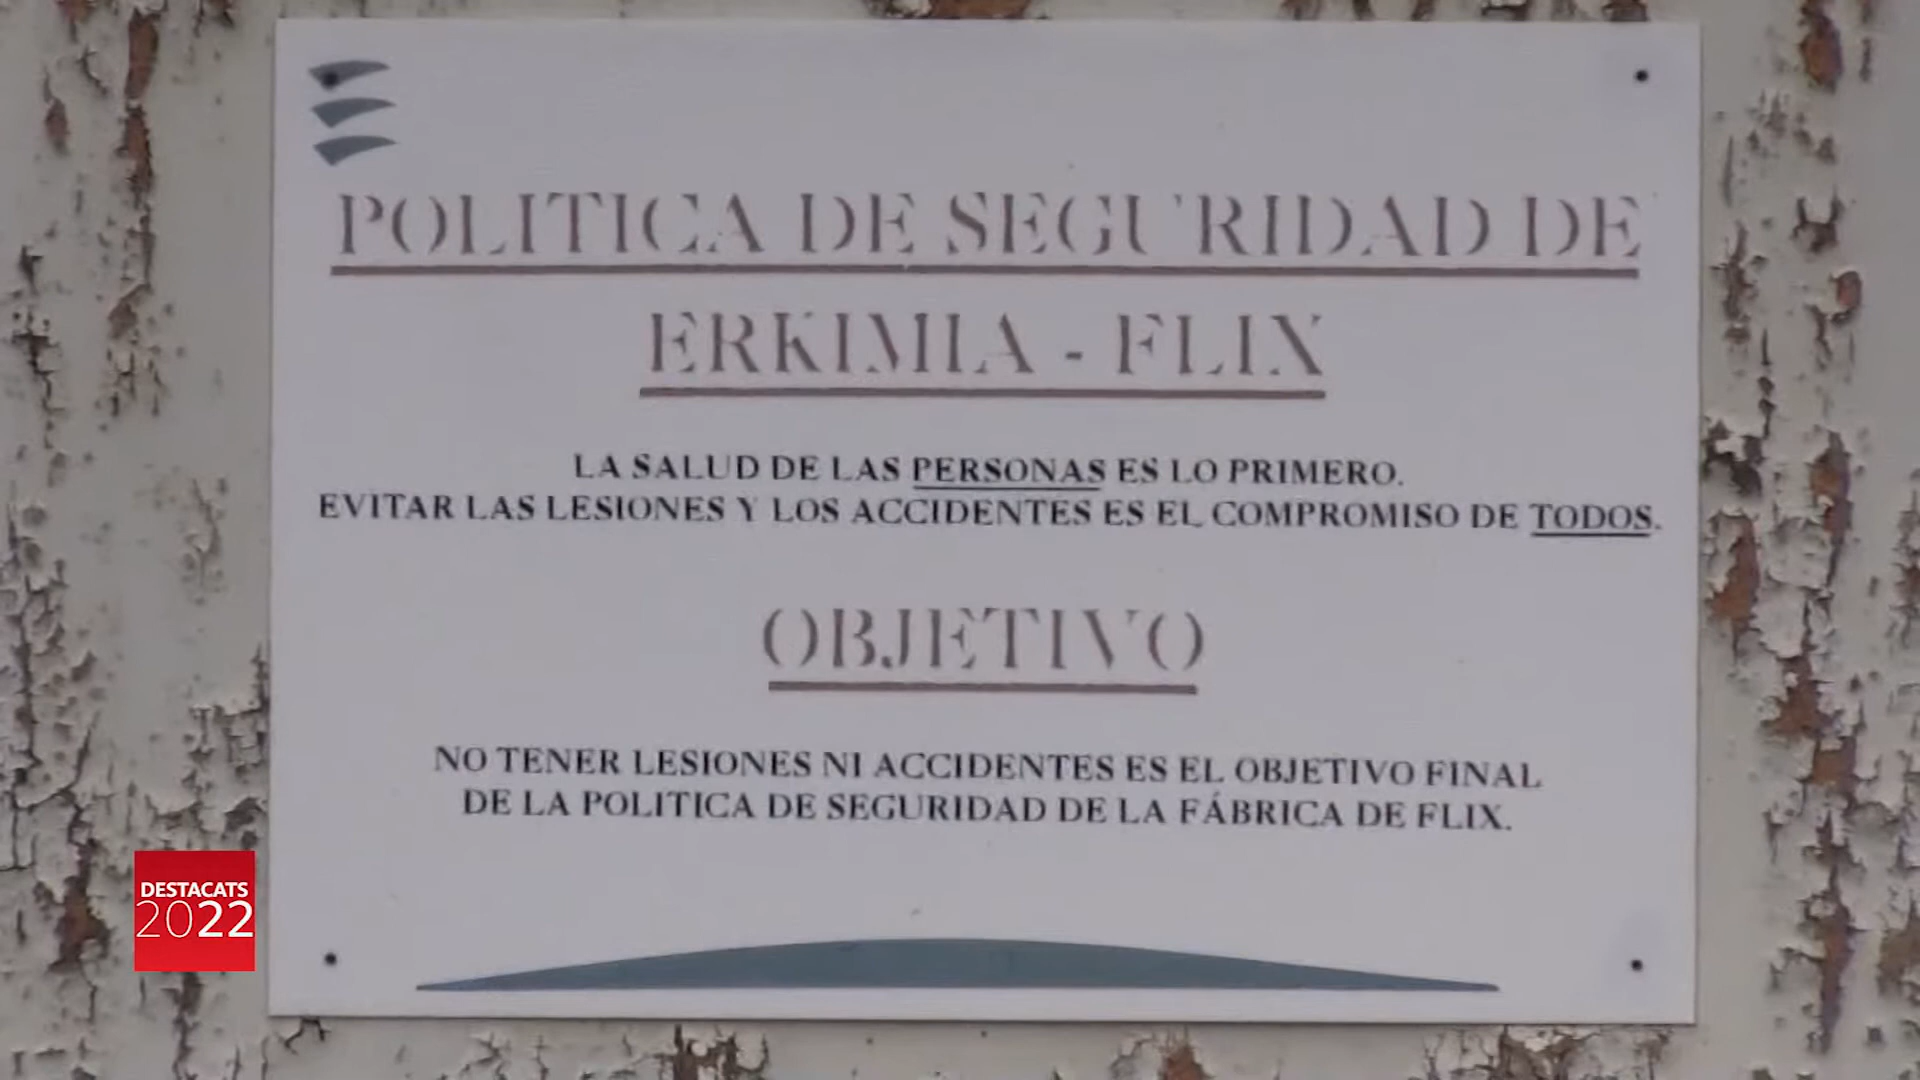 POLITICA DE SEGURIDAD DE
ERKIMIA - FLIX
LA SALUD DE LAS PERSONAS ES LO PRIMERO.
EVITAR LAS LESIONES Y LOS ACCIDENTES ES EL COMPROMISO DE TODOS.
OBJETIVO
NO TENER LESIONES NI ACCIDENTES ES EL OBJETIVO FINAL
DE LA POLITICA DE SEGURIDAD DE LA FÁBRICA DE FLIX.
DESTACATS
2022